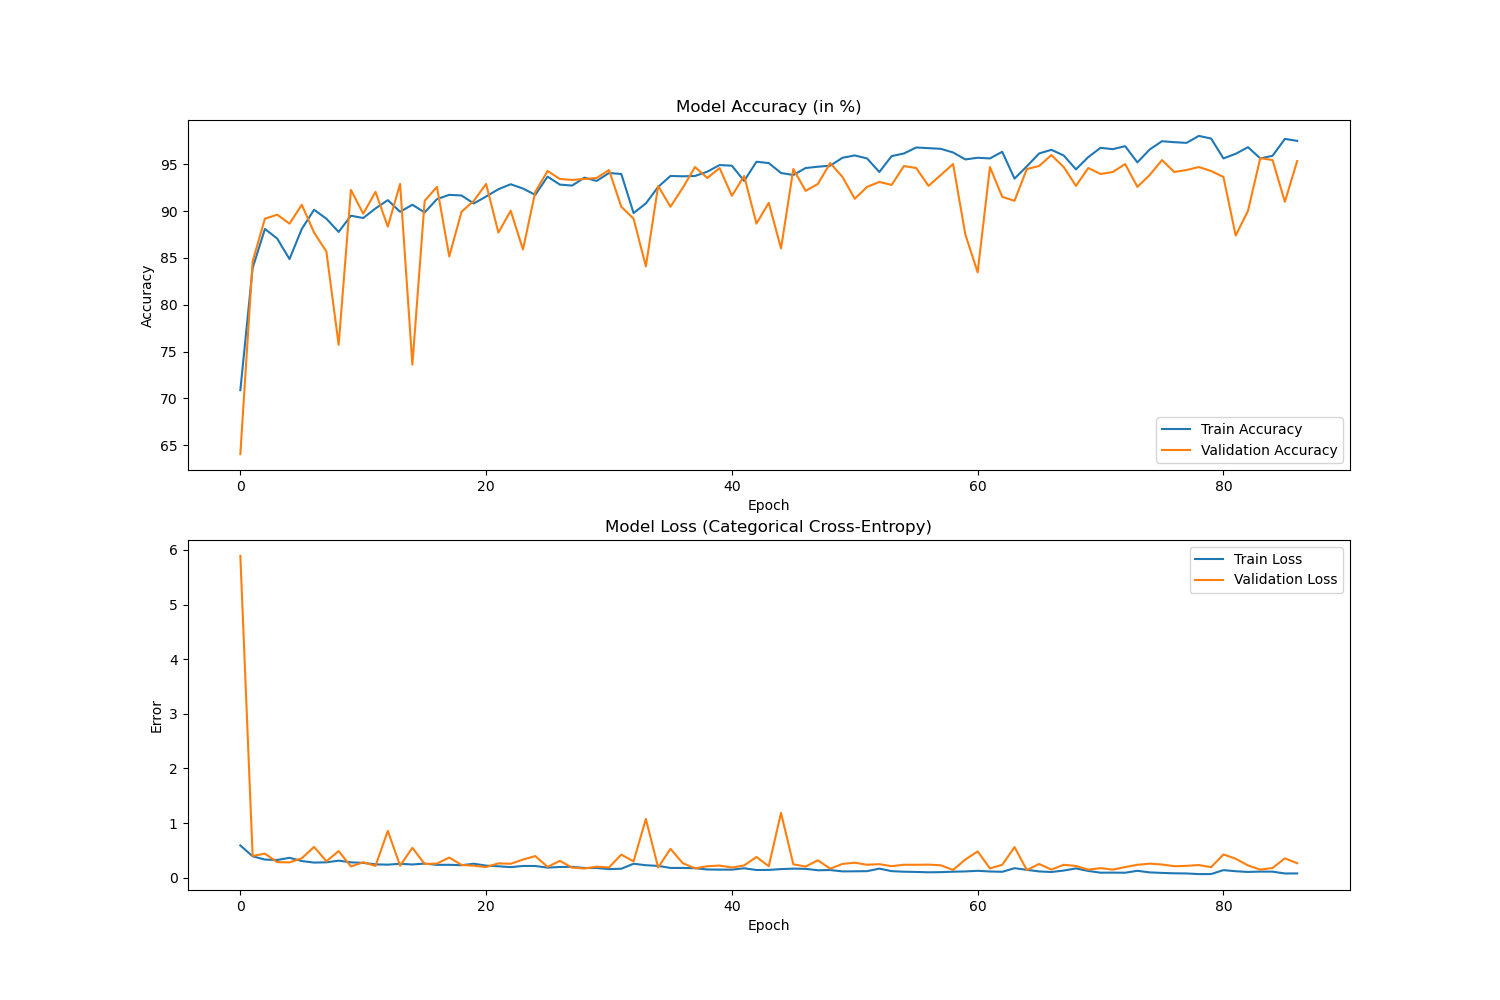 Model Accuracy (in %)
95
90
85
80
75
70
65
Accuracy
Train Accuracy
Validation Accuracy
0 20 40 60 80
Epoch
Model Loss (Categorical Cross-Entropy)
6
5
4
3
2
1
0
Error
Train Loss
Validation Loss
0 20 40 60 80
Epoch